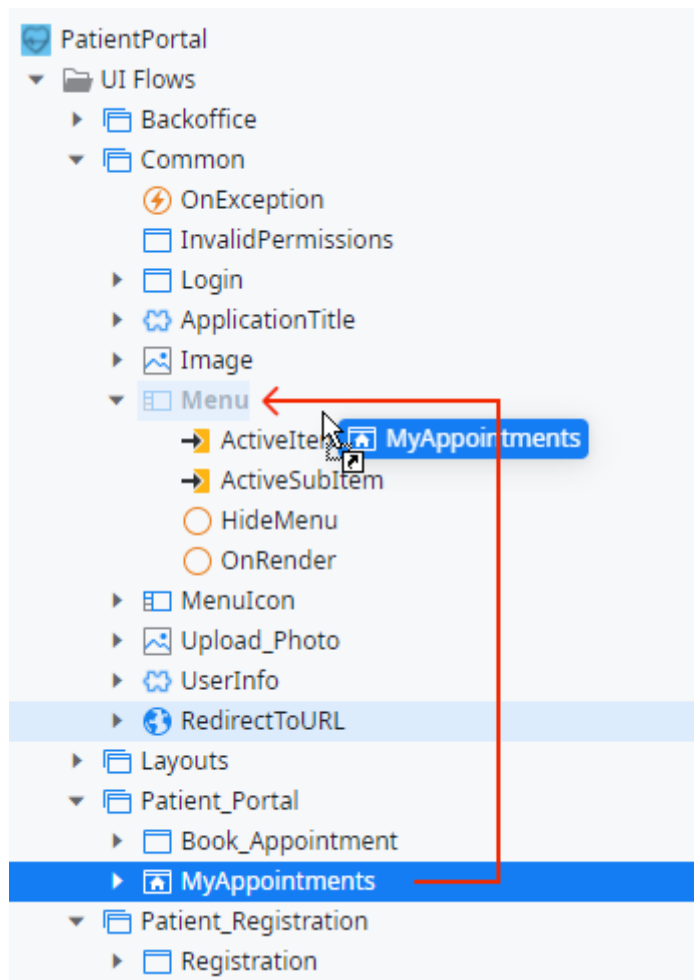 PatientPortal
UI Flows
Backoffice
Common
OnException
InvalidPermissions
Login
ApplicationTitle
Image
Menu
MyAppointments
ActiveItem
ActiveSubItem
HideMenu
OnRender
MenuIcon
Upload_Photo
UserInfo
RedirectToURL
Layouts
Patient_Portal
Book_Appointment
MyAppointments
Patient_Registration
Registration